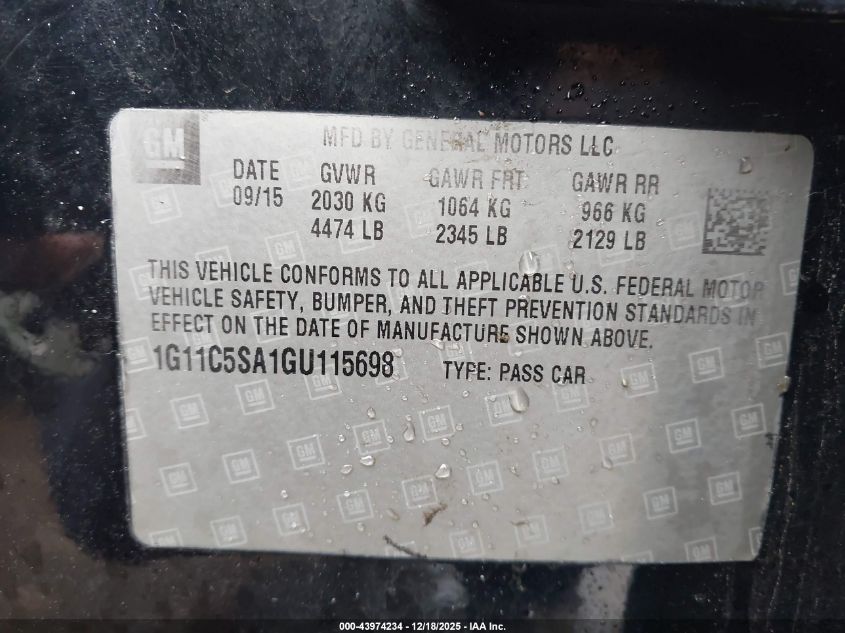 GM
MFD BY GENERAL MOTORS LLC
DATE GVWR GAWR FRT GAWR RR
09/15 2030 KG 1064 KG 966 KG
4474 LB 2345 LB 2129 LB
THIS VEHICLE CONFORMS TO ALL APPLICABLE U.S. FEDERAL MOTOR
VEHICLE SAFETY, BUMPER, AND THEFT PREVENTION STANDARDS IN
EFFECT ON THE DATE OF MANUFACTURE SHOWN ABOVE.
1G11C5SA1GU115698 TYPE: PASS CAR
000-43974234 - 12/18/2025 - IAA Inc.